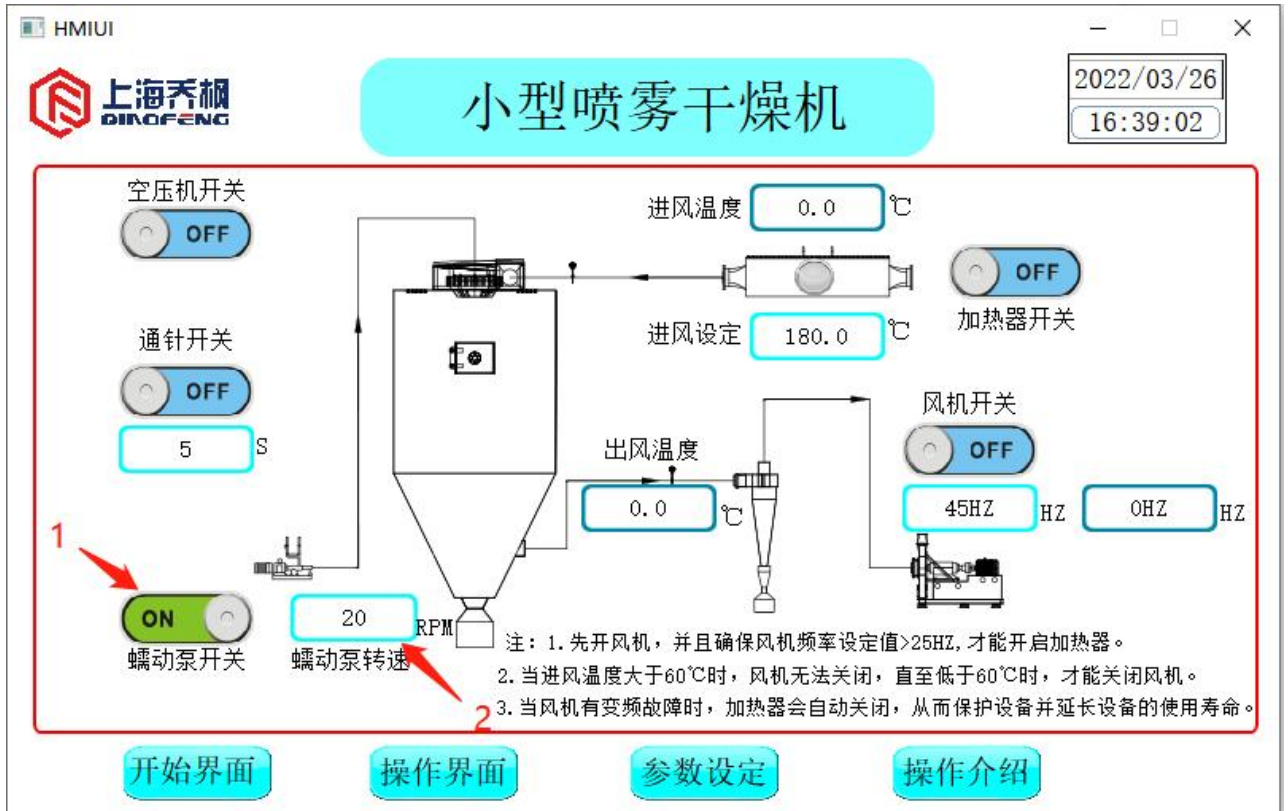 HMIUI
上海乔枫
QIAOFENG
小型喷雾干燥机
2022/03/26
16:39:02
空压机开关
OFF
进风温度 0.0 ℃
OFF
加热器开关
进风设定 180.0 ℃
通针开关
OFF
5 S
风机开关
OFF
出风温度
0.0 ℃
45HZ HZ 0HZ HZ
1
ON
蠕动泵开关
20 RPM
蠕动泵转速
2
注: 1.先开风机，并且确保风机频率设定值>25HZ,才能开启加热器。
2.当进风温度大于60℃时，风机无法关闭，直至低于60℃时，才能关闭风机。
3.当风机有变频故障时，加热器会自动关闭，从而保护设备并延长设备的使用寿命。
开始界面
操作界面
参数设定
操作介绍